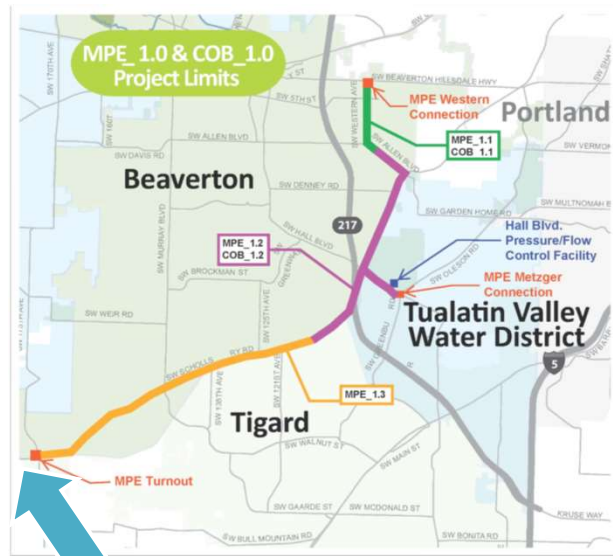 MPE_1.0 & COB_1.0
Project Limits
SW 170TH AVE
SW 5TH ST
SW BEAVERTON HILLSDALE HWY
SW WESTERN AVE
MPE Western
Connection
Portland
MPE_1.1
COB_1.1
SW ALLEN BLVD
SW ALLEN BLVD
SW DAVIS RD
SW VERMON
Beaverton
SW DENNEY RD
SW MULTNOMAH B
SW GARDEN HOME RD
217
SW MURRAY BLVD
SW HALL BLVD
MPE_1.2
COB_1.2
Hall Blvd.
Pressure/Flow
Control Facility
SW OLESON RD
SW BROCKMAN ST
SW 125TH AVE
MPE Metzger
Connection
Tualatin Valley
Water District
SW WEIR RD
SW SCHOLLS
RY RD
5
MPE_1.3
Tigard
SW WALNUT ST
SW MAIN ST
MPE Turnout
SW GAARDE ST
SW MCDONALD ST
KRUSE WAY
SW BULL MOUNTAIN RD
SW BONITA RD